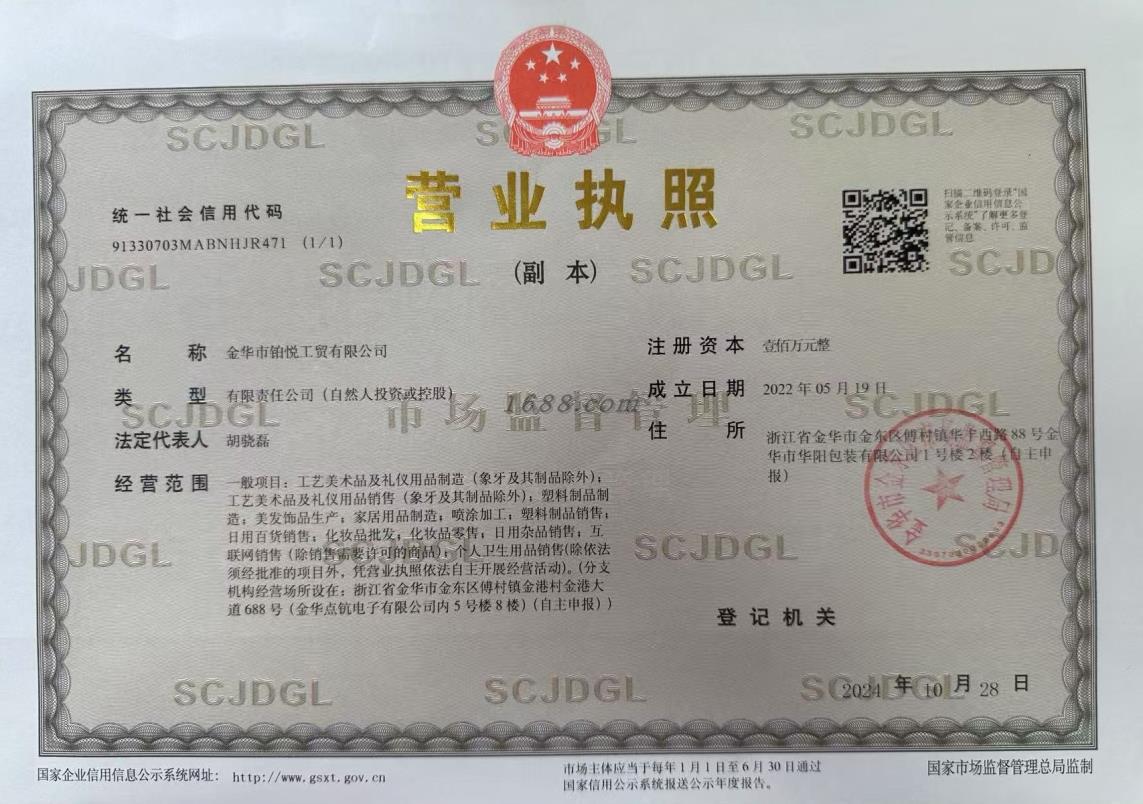 SCJDGL
SCJDGL
营业执照
(副 本)
统一社会信用代码
91330703MABNHJR471 (1/1)
扫描二维码登录“国
家企业信用信息公
示系统”了解更多登
记、备案、许可、监
管信息
JDGL
SCJDGL
SCJDGL
SCJD
名 称 金华市铂悦工贸有限公司
类 型 有限责任公司（自然人投资或控股）
法定代表人 胡骁磊
经营范围 一般项目：工艺美术品及礼仪用品制造（象牙及其制品除外）；
工艺美术品及礼仪用品销售（象牙及其制品除外）；塑料制品制
造；美发饰品生产；家居用品制造；喷涂加工；塑料制品销售；
日用百货销售；化妆品批发；化妆品零售；日用杂品销售；互
联网销售（除销售需要许可的商品）；个人卫生用品销售(除依法
须经批准的项目外，凭营业执照依法自主开展经营活动)。(分支
机构经营场所设在：浙江省金华市金东区傅村镇金港村金港大
道 688 号（金华点钪电子有限公司内 5 号楼 8 楼）（自主申报）)
注册资本 壹佰万元整
成立日期 2022 年 05 月 19 日
住 所 浙江省金华市金东区傅村镇华丰西路 88 号金
华市华阳包装有限公司 1 号楼 2 楼（自主申
报）
SCJDGL
市场监督管理
1688.com
SCJDGL
JDGL
SCJDGL
SCJD
登记机关
SCJDGL
SCJDGL
SCJDGL
2024 年 10 月 28 日
国家企业信用信息公示系统网址： http://www.gsxt.gov.cn
市场主体应当于每年 1 月 1 日至 6 月 30 日通过
国家信用公示系统报送公示年度报告。
国家市场监督管理总局监制